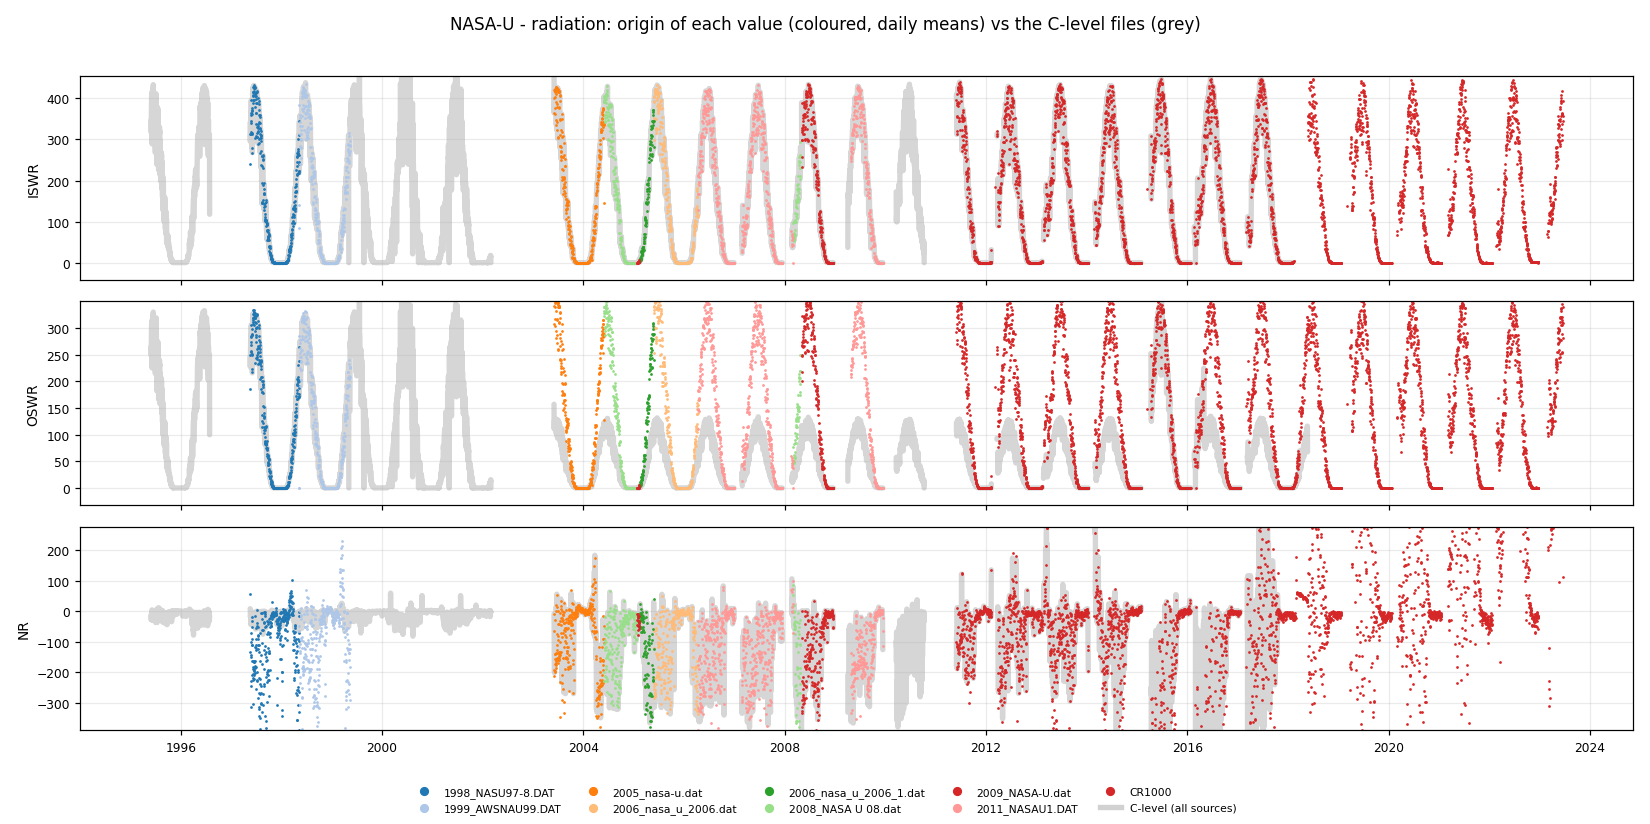 NASA-U - radiation: origin of each value (coloured, daily means) vs the C-level files (grey)
ISWR
400
300
200
100
0
OSWR
300
250
200
150
100
50
0
NR
200
100
0
−100
−200
−300
1996 2000 2004 2008 2012 2016 2020 2024
1998_NASU97-8.DAT 2005_nasa-u.dat 2006_nasa_u_2006_1.dat 2009_NASA-U.dat CR1000
1999_AWSNAU99.DAT 2006_nasa_u_2006.dat 2008_NASA U 08.dat 2011_NASAU1.DAT C-level (all sources)